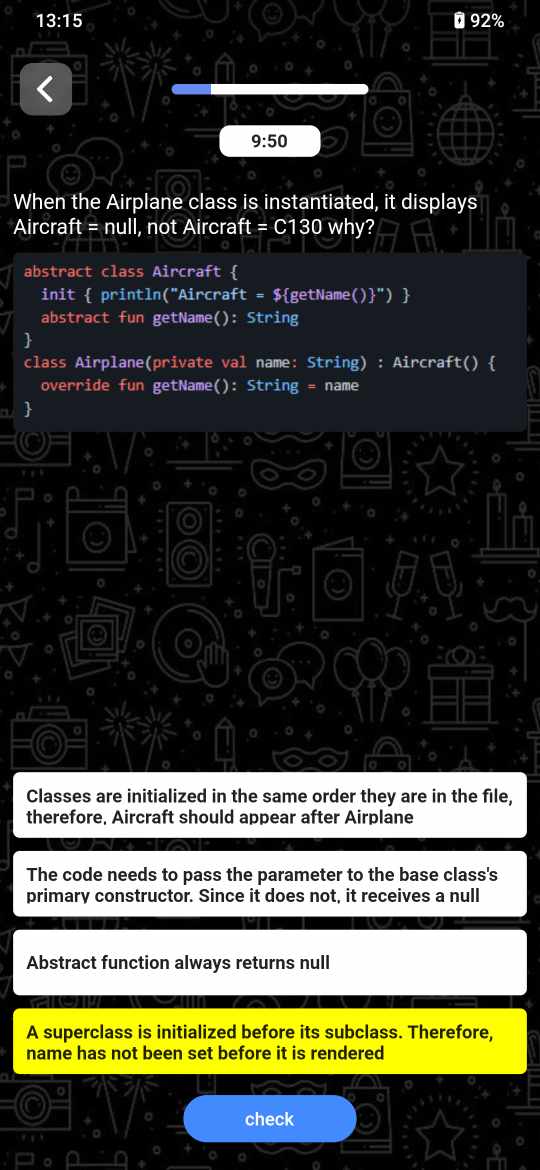 13:15
92%
9:50
When the Airplane class is instantiated, it displays
Aircraft = null, not Aircraft = C130 why?
abstract class Aircraft {
  init { println("Aircraft = ${getName()}") }
  abstract fun getName(): String
}
class Airplane(private val name: String) : Aircraft() {
  override fun getName(): String = name
}
Classes are initialized in the same order they are in the file,
therefore, Aircraft should appear after Airplane
The code needs to pass the parameter to the base class's
primary constructor. Since it does not, it receives a null
Abstract function always returns null
A superclass is initialized before its subclass. Therefore,
name has not been set before it is rendered
check